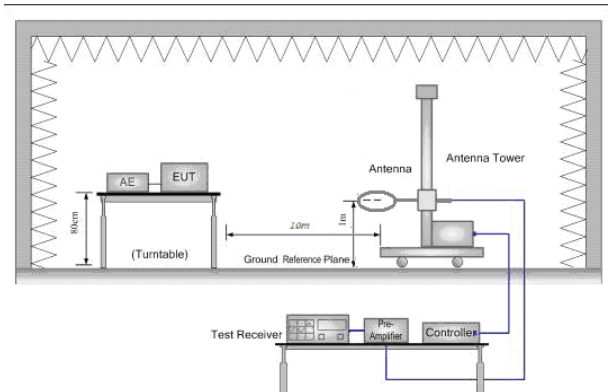 Antenna
Antenna Tower
AE
EUT
80cm
(Turntable)
10m
1m
Ground Reference Plane
Test Receiver
Pre-
Amplifier
Controller